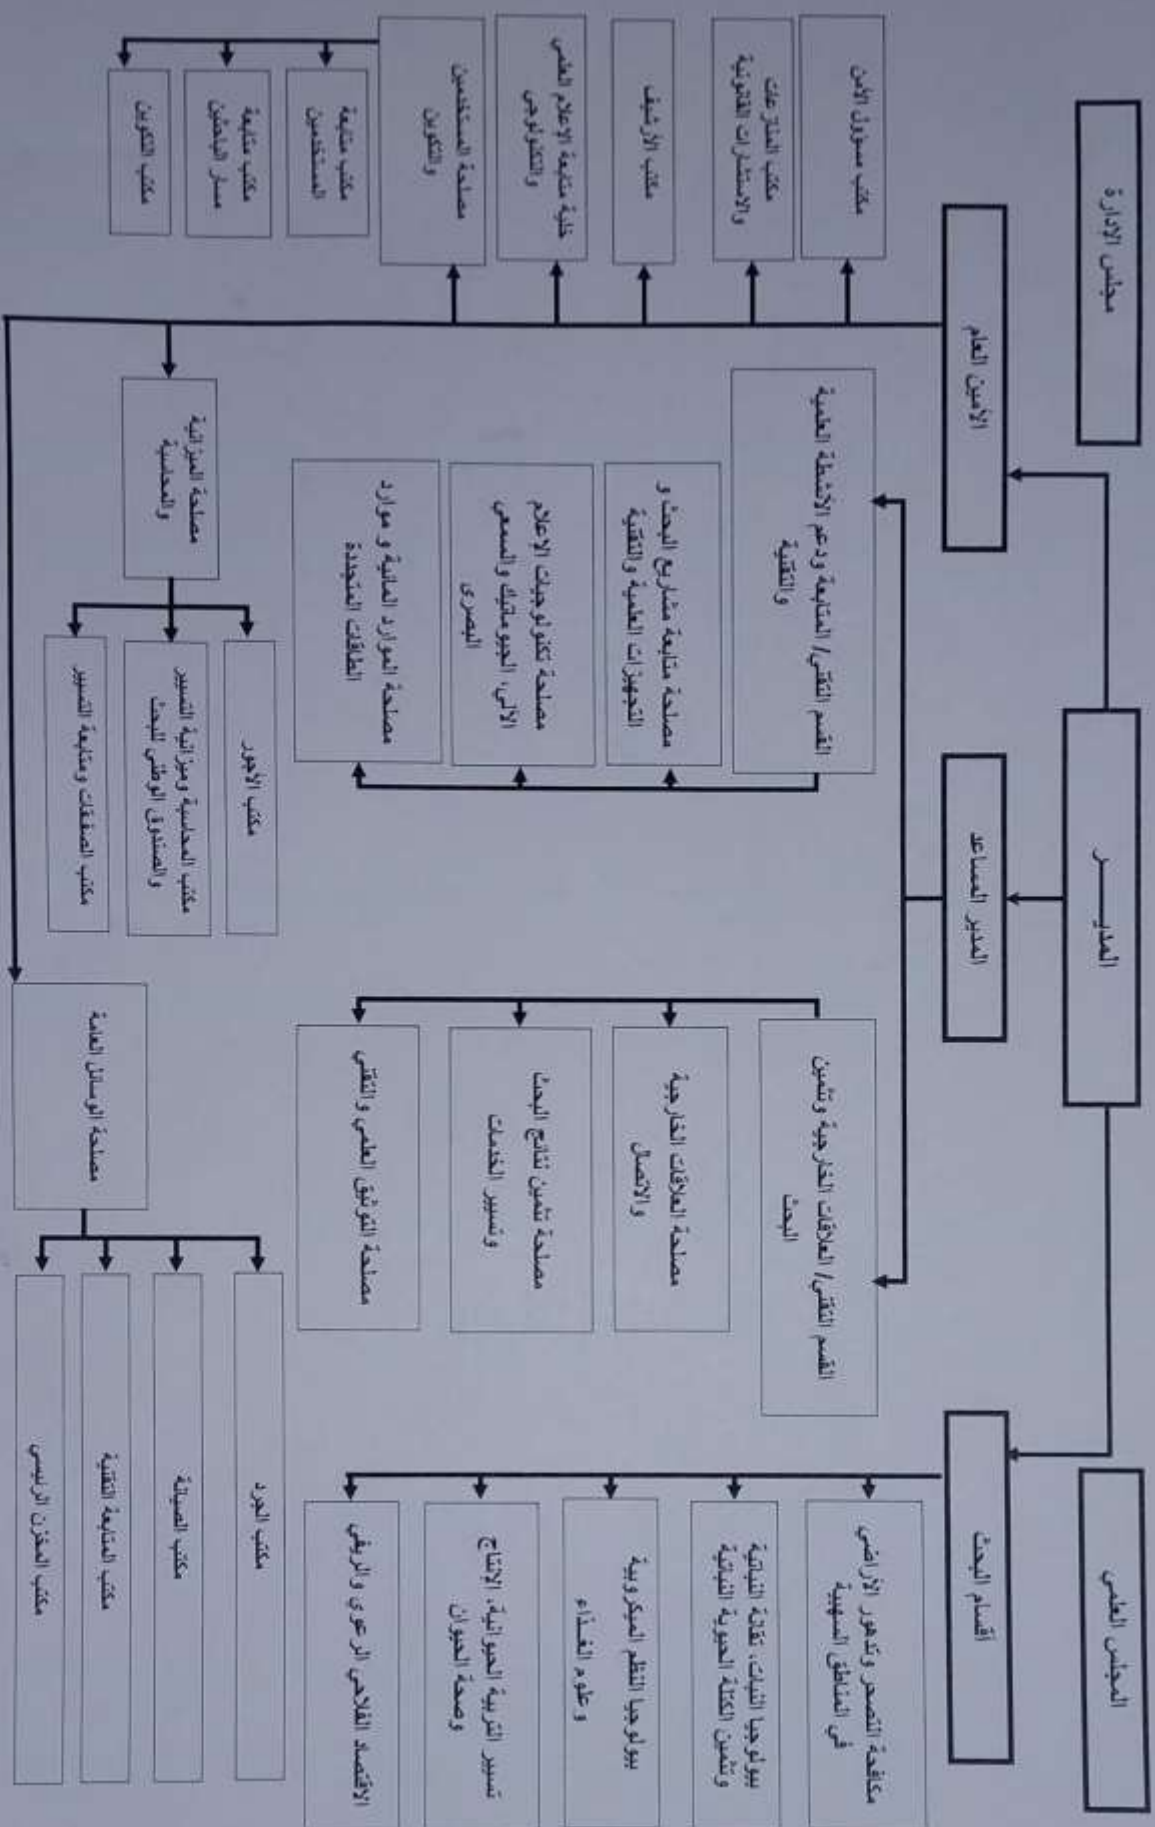 مجلس الإدارة
المديـــــــر
المجلس العلمي
الأمين العام
المدير المساعد
أقسام البحث
مكتب مسؤول الأمن
مكتب المنازعات
والاستشارات القانونية
مكتب الأرشيف
خلية متابعة الإعلام العلمي
والتكنولوجي
مصلحة المستخدمين
والتكوين
مكتب متابعة
المستخدمين
مكتب متابعة
مسار الباحثين
مكتب التكوين
القسم التقني/ المتابعة ودعم الأنشطة العلمية
والتقنية
مصلحة متابعة مشاريع البحث و
التجهيزات العلمية والتقنية
مصلحة تكنولوجيات الإعلام
الآلي، الجيوماتيك والسمعي
البصري
مصلحة الموارد المائية و موارد
الطاقات المتجددة
القسم التقني/ العلاقات الخارجية وتثمين
البحث
مصلحة العلاقات الخارجية
والاتصال
مصلحة تثمين نتائج البحث
وتسيير الخدمات
مصلحة التوثيق العلمي والتقني
مكافحة التصحر وتدهور الأراضي
في المناطق السهبية
بيولوجيا النبات، نقانة النباتية
وتثمين الكتلة الحيوية النباتية
بيولوجيا النظم الميكروبية
وعلوم الغـذاء
تسيير التربية الحيوانية، الإنتاج
وصحة الحيوان
الاقتصاد الفلاحي الرعوي والريفي
مصلحة الميزانية
والمحاسبة
مكتب الأجور
مكتب المحاسبة وميزانية التسيير
والصندوق الوطني للبحث
مكتب الصفقات ومتابعة التسيير
مصلحة الوسائل العامة
مكتب الجرد
مكتب الصيانة
مكتب المتابعة التقنية
مكتب المخزن الرئيسي